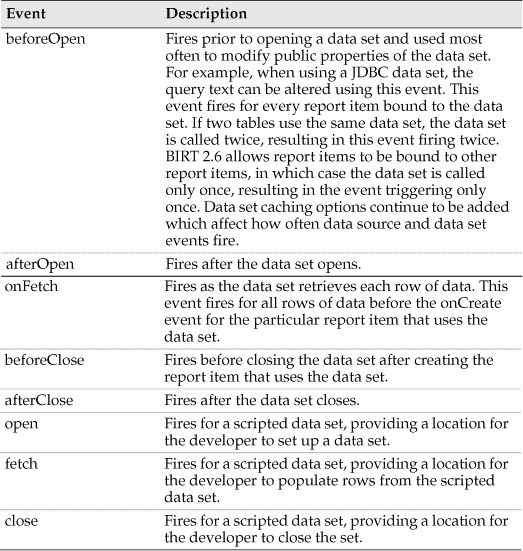 Event Description
beforeOpen Fires prior to opening a data set and used most
often to modify public properties of the data set.
For example, when using a JDBC data set, the
query text can be altered using this event. This
event fires for every report item bound to the data
set. If two tables use the same data set, the data set
is called twice, resulting in this event firing twice.
BIRT 2.6 allows report items to be bound to other
report items, in which case the data set is called
only once, resulting in the event triggering only
once. Data set caching options continue to be added
which affect how often data source and data set
events fire.
afterOpen Fires after the data set opens.
onFetch Fires as the data set retrieves each row of data. This
event fires for all rows of data before the onCreate
event for the particular report item that uses the
data set.
beforeClose Fires before closing the data set after creating the
report item that uses the data set.
afterClose Fires after the data set closes.
open Fires for a scripted data set, providing a location for
the developer to set up a data set.
fetch Fires for a scripted data set, providing a location for
the developer to populate rows from the scripted
data set.
close Fires for a scripted data set, providing a location for
the developer to close the set.